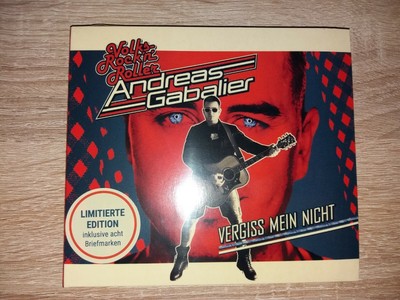 Volks
Rock'n'
Roller
Andreas
Gabalier
VERGISS MEIN NICHT
LIMITIERTE
EDITION
inklusive acht
Briefmarken